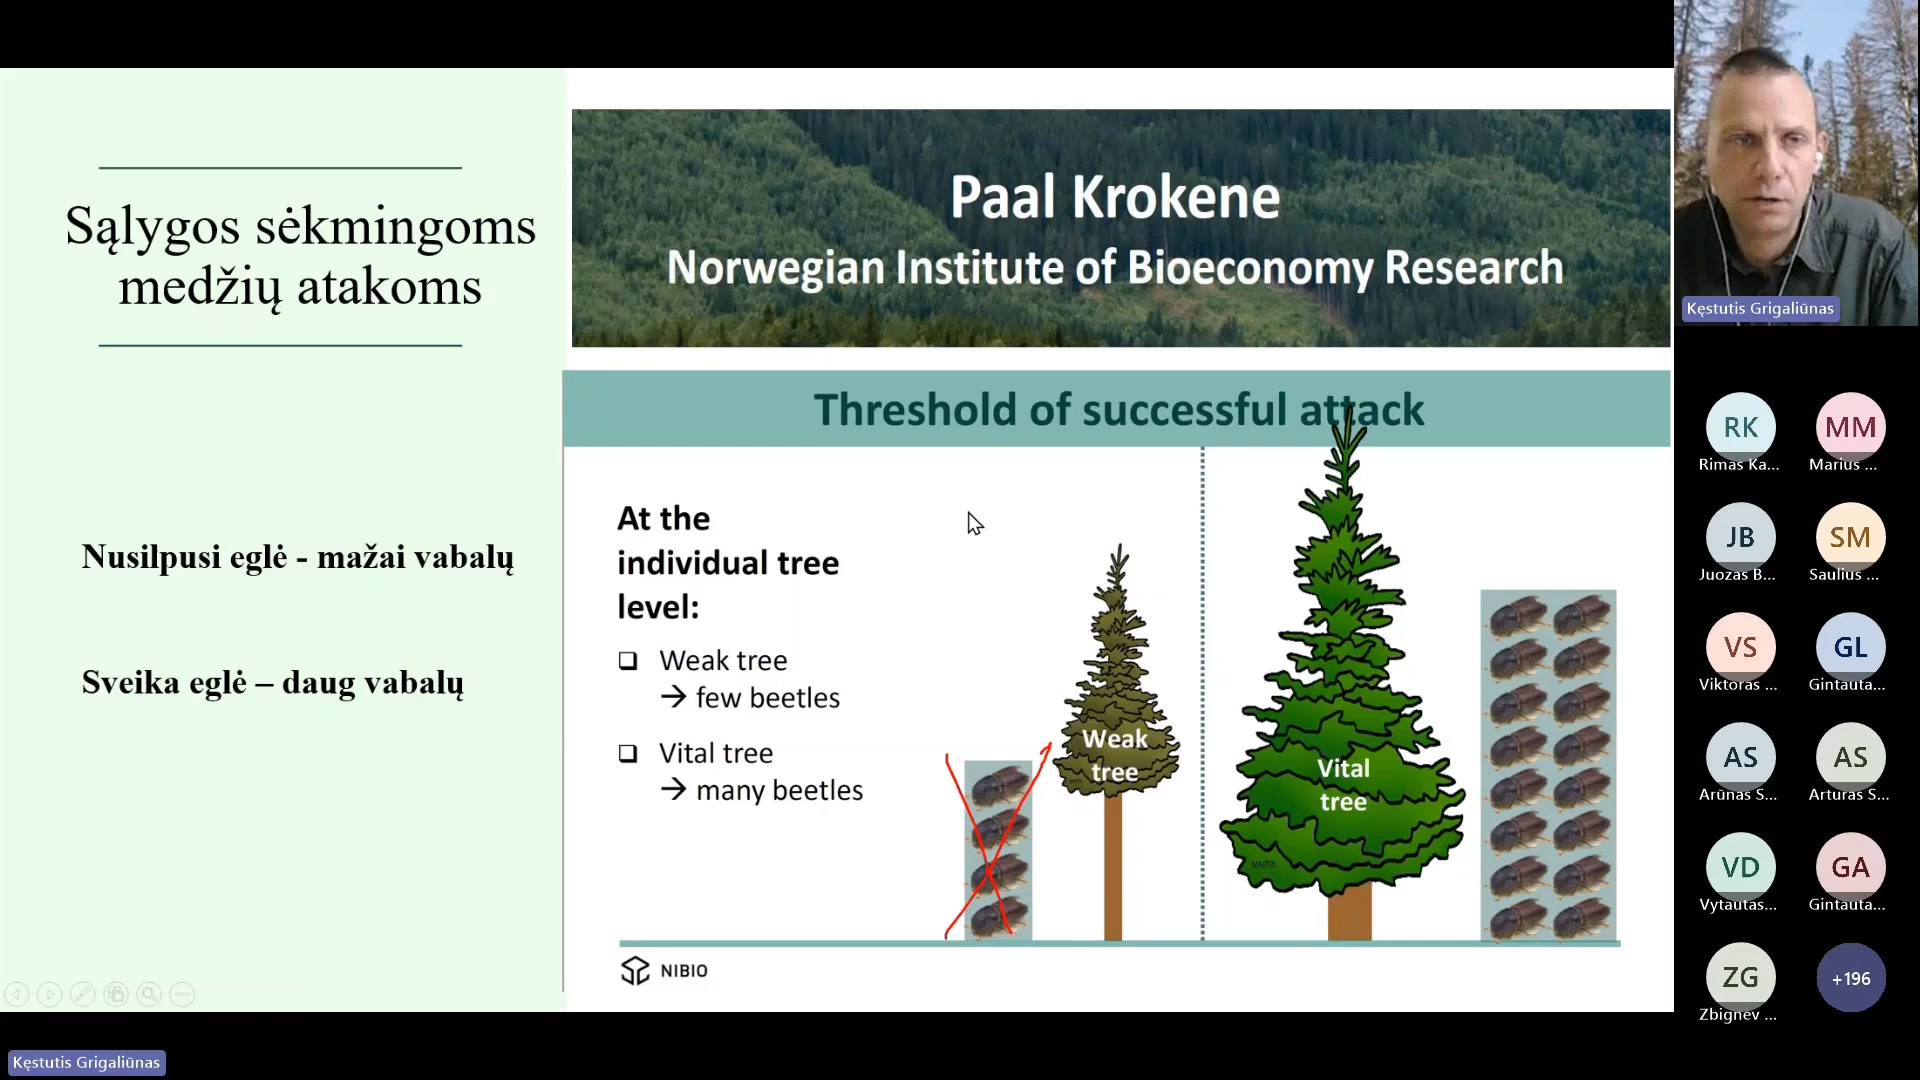 Sąlygos sėkmingoms
medžių atakoms
Nusilpusi eglė - mažai vabalų
Sveika eglė – daug vabalų
Paal Krokene
Norwegian Institute of Bioeconomy Research
Threshold of successful attack
At the
individual tree
level:
Weak tree
→ few beetles
Vital tree
→ many beetles
Weak
tree
Vital
tree
MARTIN
NIBIO
Kęstutis Grigaliūnas
RK
Rimas Ka...
MM
Marius ...
JB
Juozas B...
SM
Saulius ...
VS
Viktoras ...
GL
Gintauta...
AS
Arūnas S...
AS
Arturas S...
VD
Vytautas...
GA
Gintauta...
ZG
Zbignev ...
+196
Kęstutis Grigaliūnas